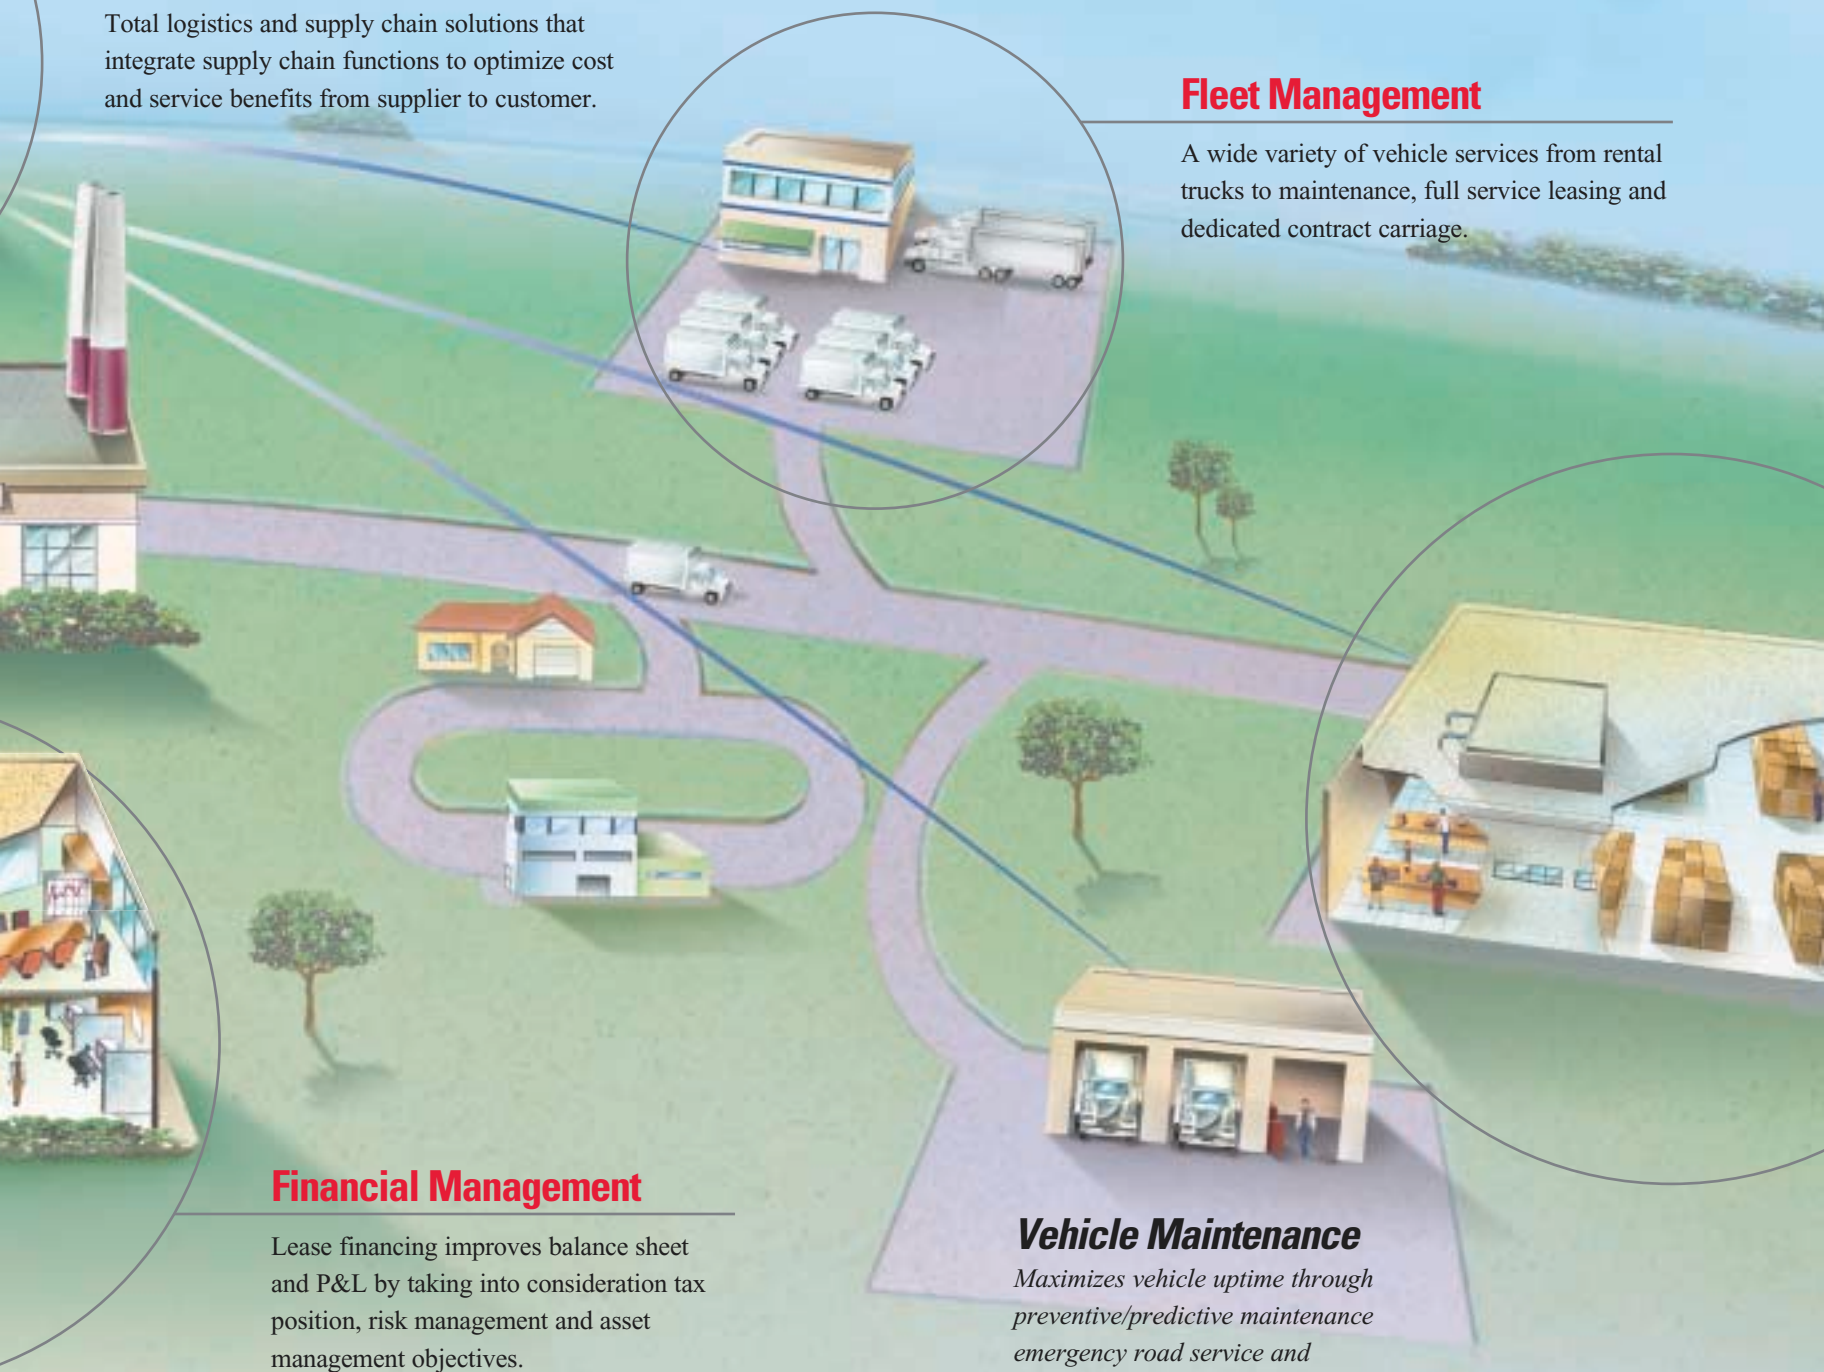 Total logistics and supply chain solutions that
integrate supply chain functions to optimize cost
and service benefits from supplier to customer.
Fleet Management
A wide variety of vehicle services from rental
trucks to maintenance, full service leasing and
dedicated contract carriage.
Financial Management
Lease financing improves balance sheet
and P&L by taking into consideration tax
position, risk management and asset
management objectives.
Vehicle Maintenance
Maximizes vehicle uptime through
preventive/predictive maintenance
emergency road service and